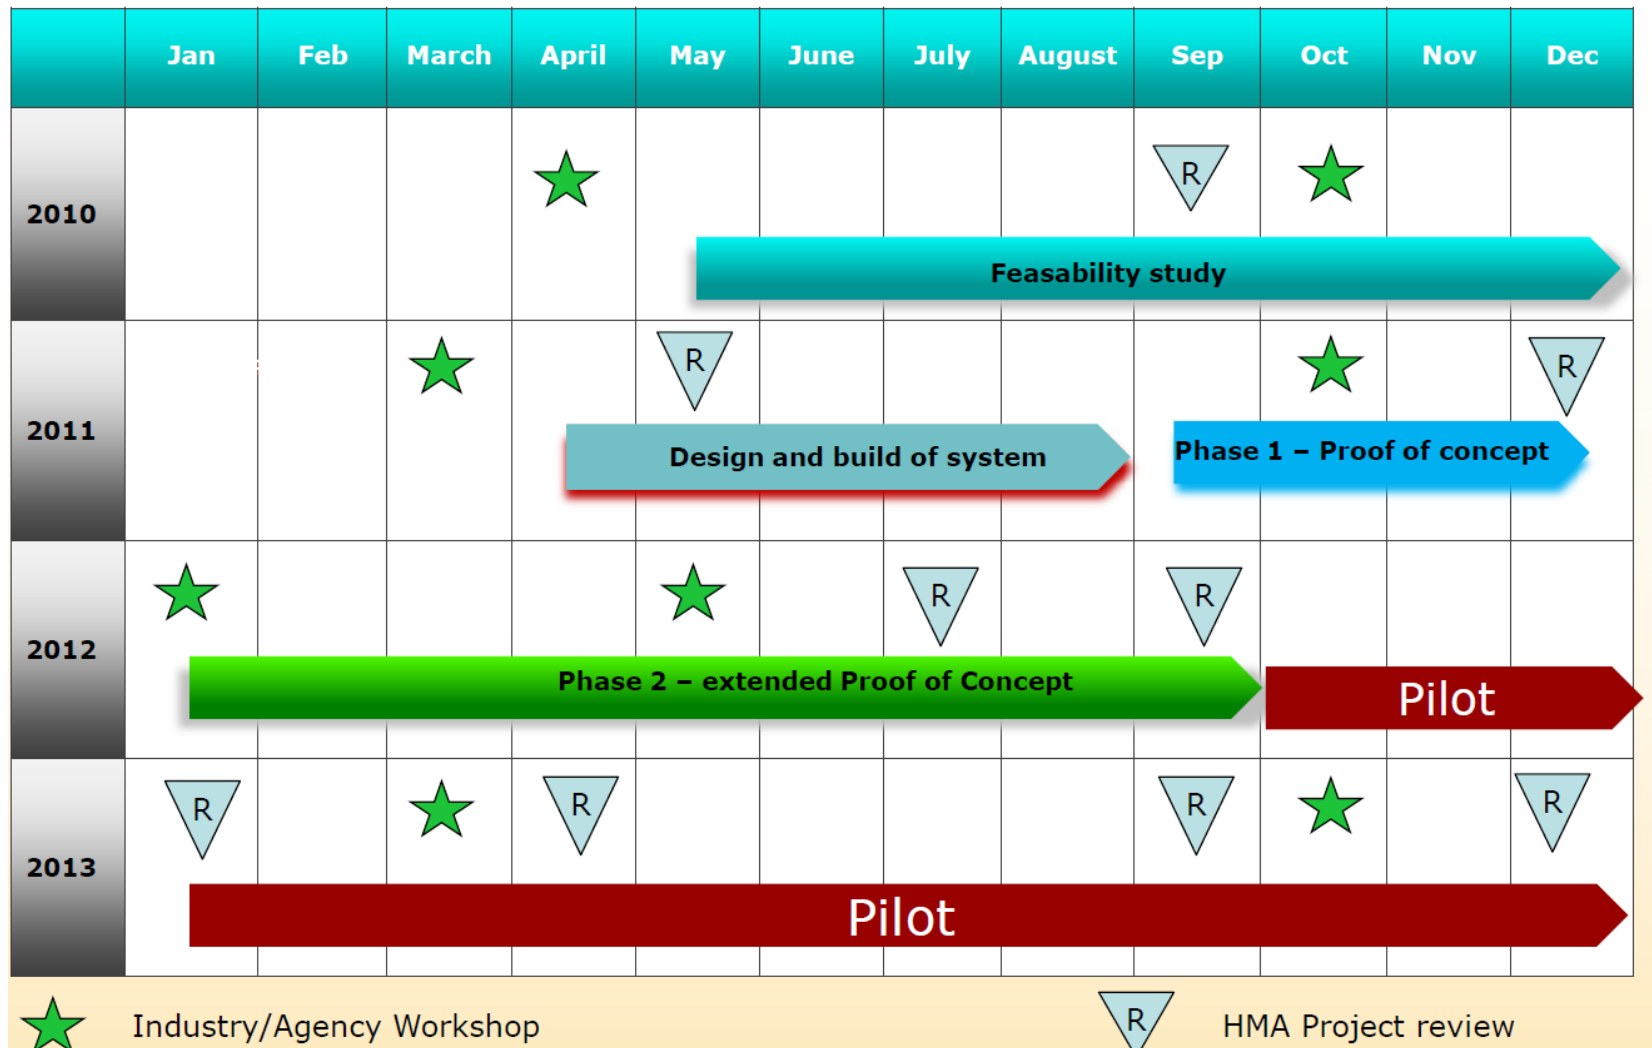 Jan Feb March April May June July August Sep Oct Nov Dec
2010
R
Feasability study
2011
R R
Design and build of system
Phase 1 – Proof of concept
2012
R R
Phase 2 – extended Proof of Concept
Pilot
2013
R R R R
Pilot
Industry/Agency Workshop
R HMA Project review